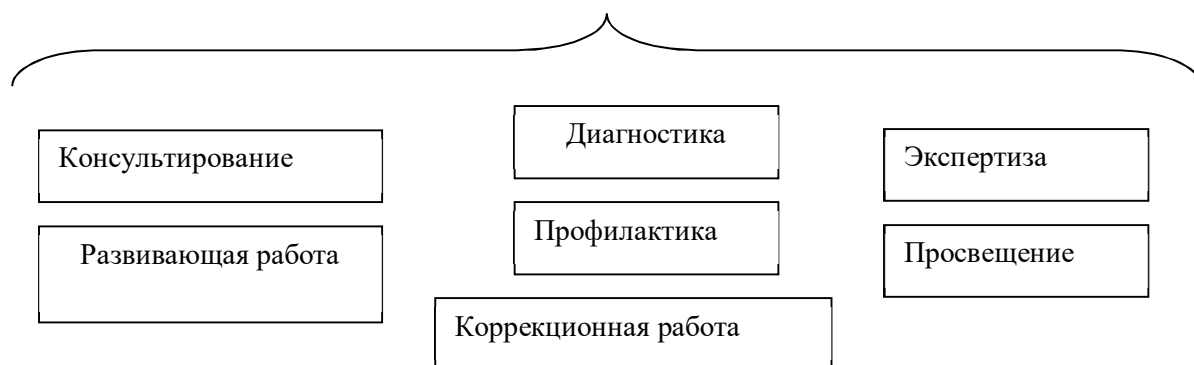 Диагностика
Консультирование
Экспертиза
Профилактика
Развивающая работа
Просвещение
Коррекционная работа